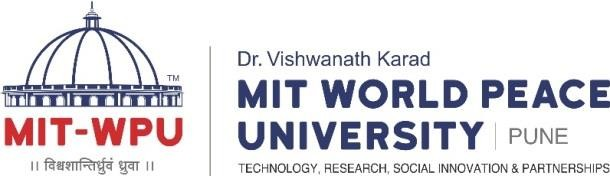 TM
MIT-WPU
।। विश्वशान्तिर्ध्रुवं ध्रुवा ।।
Dr. Vishwanath Karad
MIT WORLD PEACE
UNIVERSITY | PUNE
TECHNOLOGY, RESEARCH, SOCIAL INNOVATION & PARTNERSHIPS